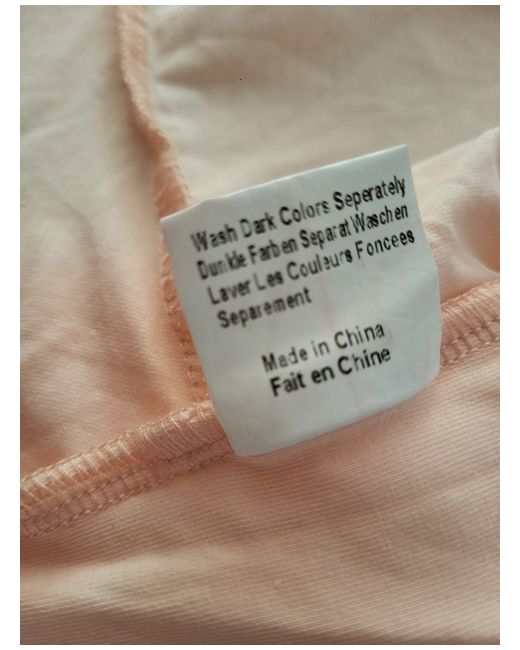 Wash Dark Colors Seperately
Dunkle Farben Separat Waschen
Laver Les Couleurs Foncees
Separement
Made in China
Fait en Chine